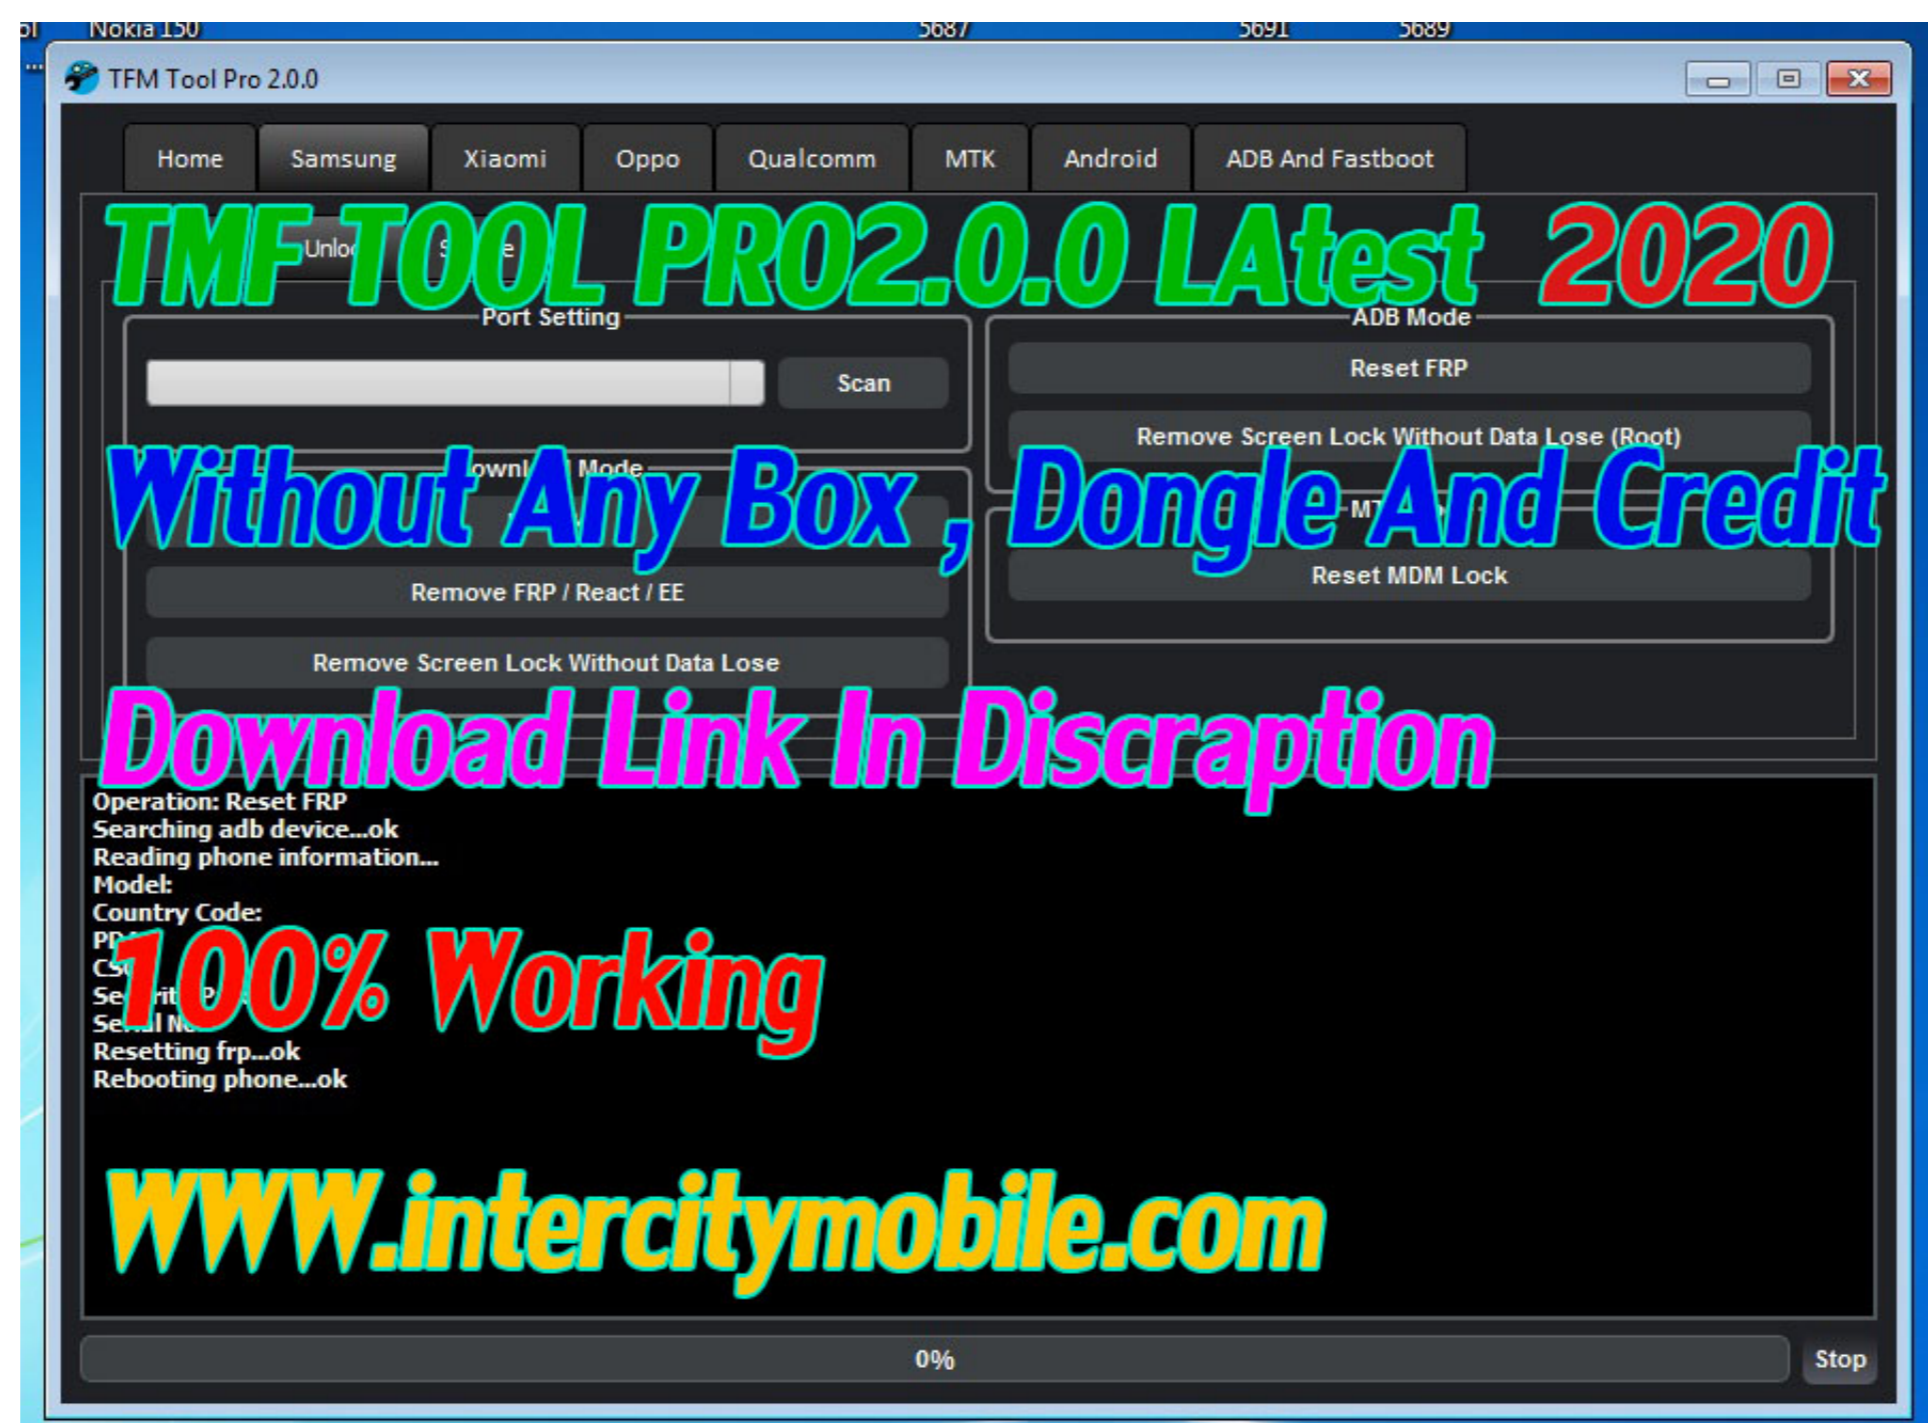 Nokia 150 5687 5691 5689
TFM Tool Pro 2.0.0
Home Samsung Xiaomi Oppo Qualcomm MTK Android ADB And Fastboot
TMF TOOL PRO2.0.0 LAtest 2020
Port Setting
ADB Mode
Scan
Reset FRP
Remove Screen Lock Without Data Lose (Root)
Mode
Without Any Box , Dongle And Credit
Remove FRP / React / EE
Reset MDM Lock
Remove Screen Lock Without Data Lose
Download Link In Discraption
Operation: Reset FRP
Searching adb device...ok
Reading phone information...
Model:
Country Code:
100% Working
Resetting frp...ok
Rebooting phone...ok
WWW.intercitymobile.com
0%
Stop